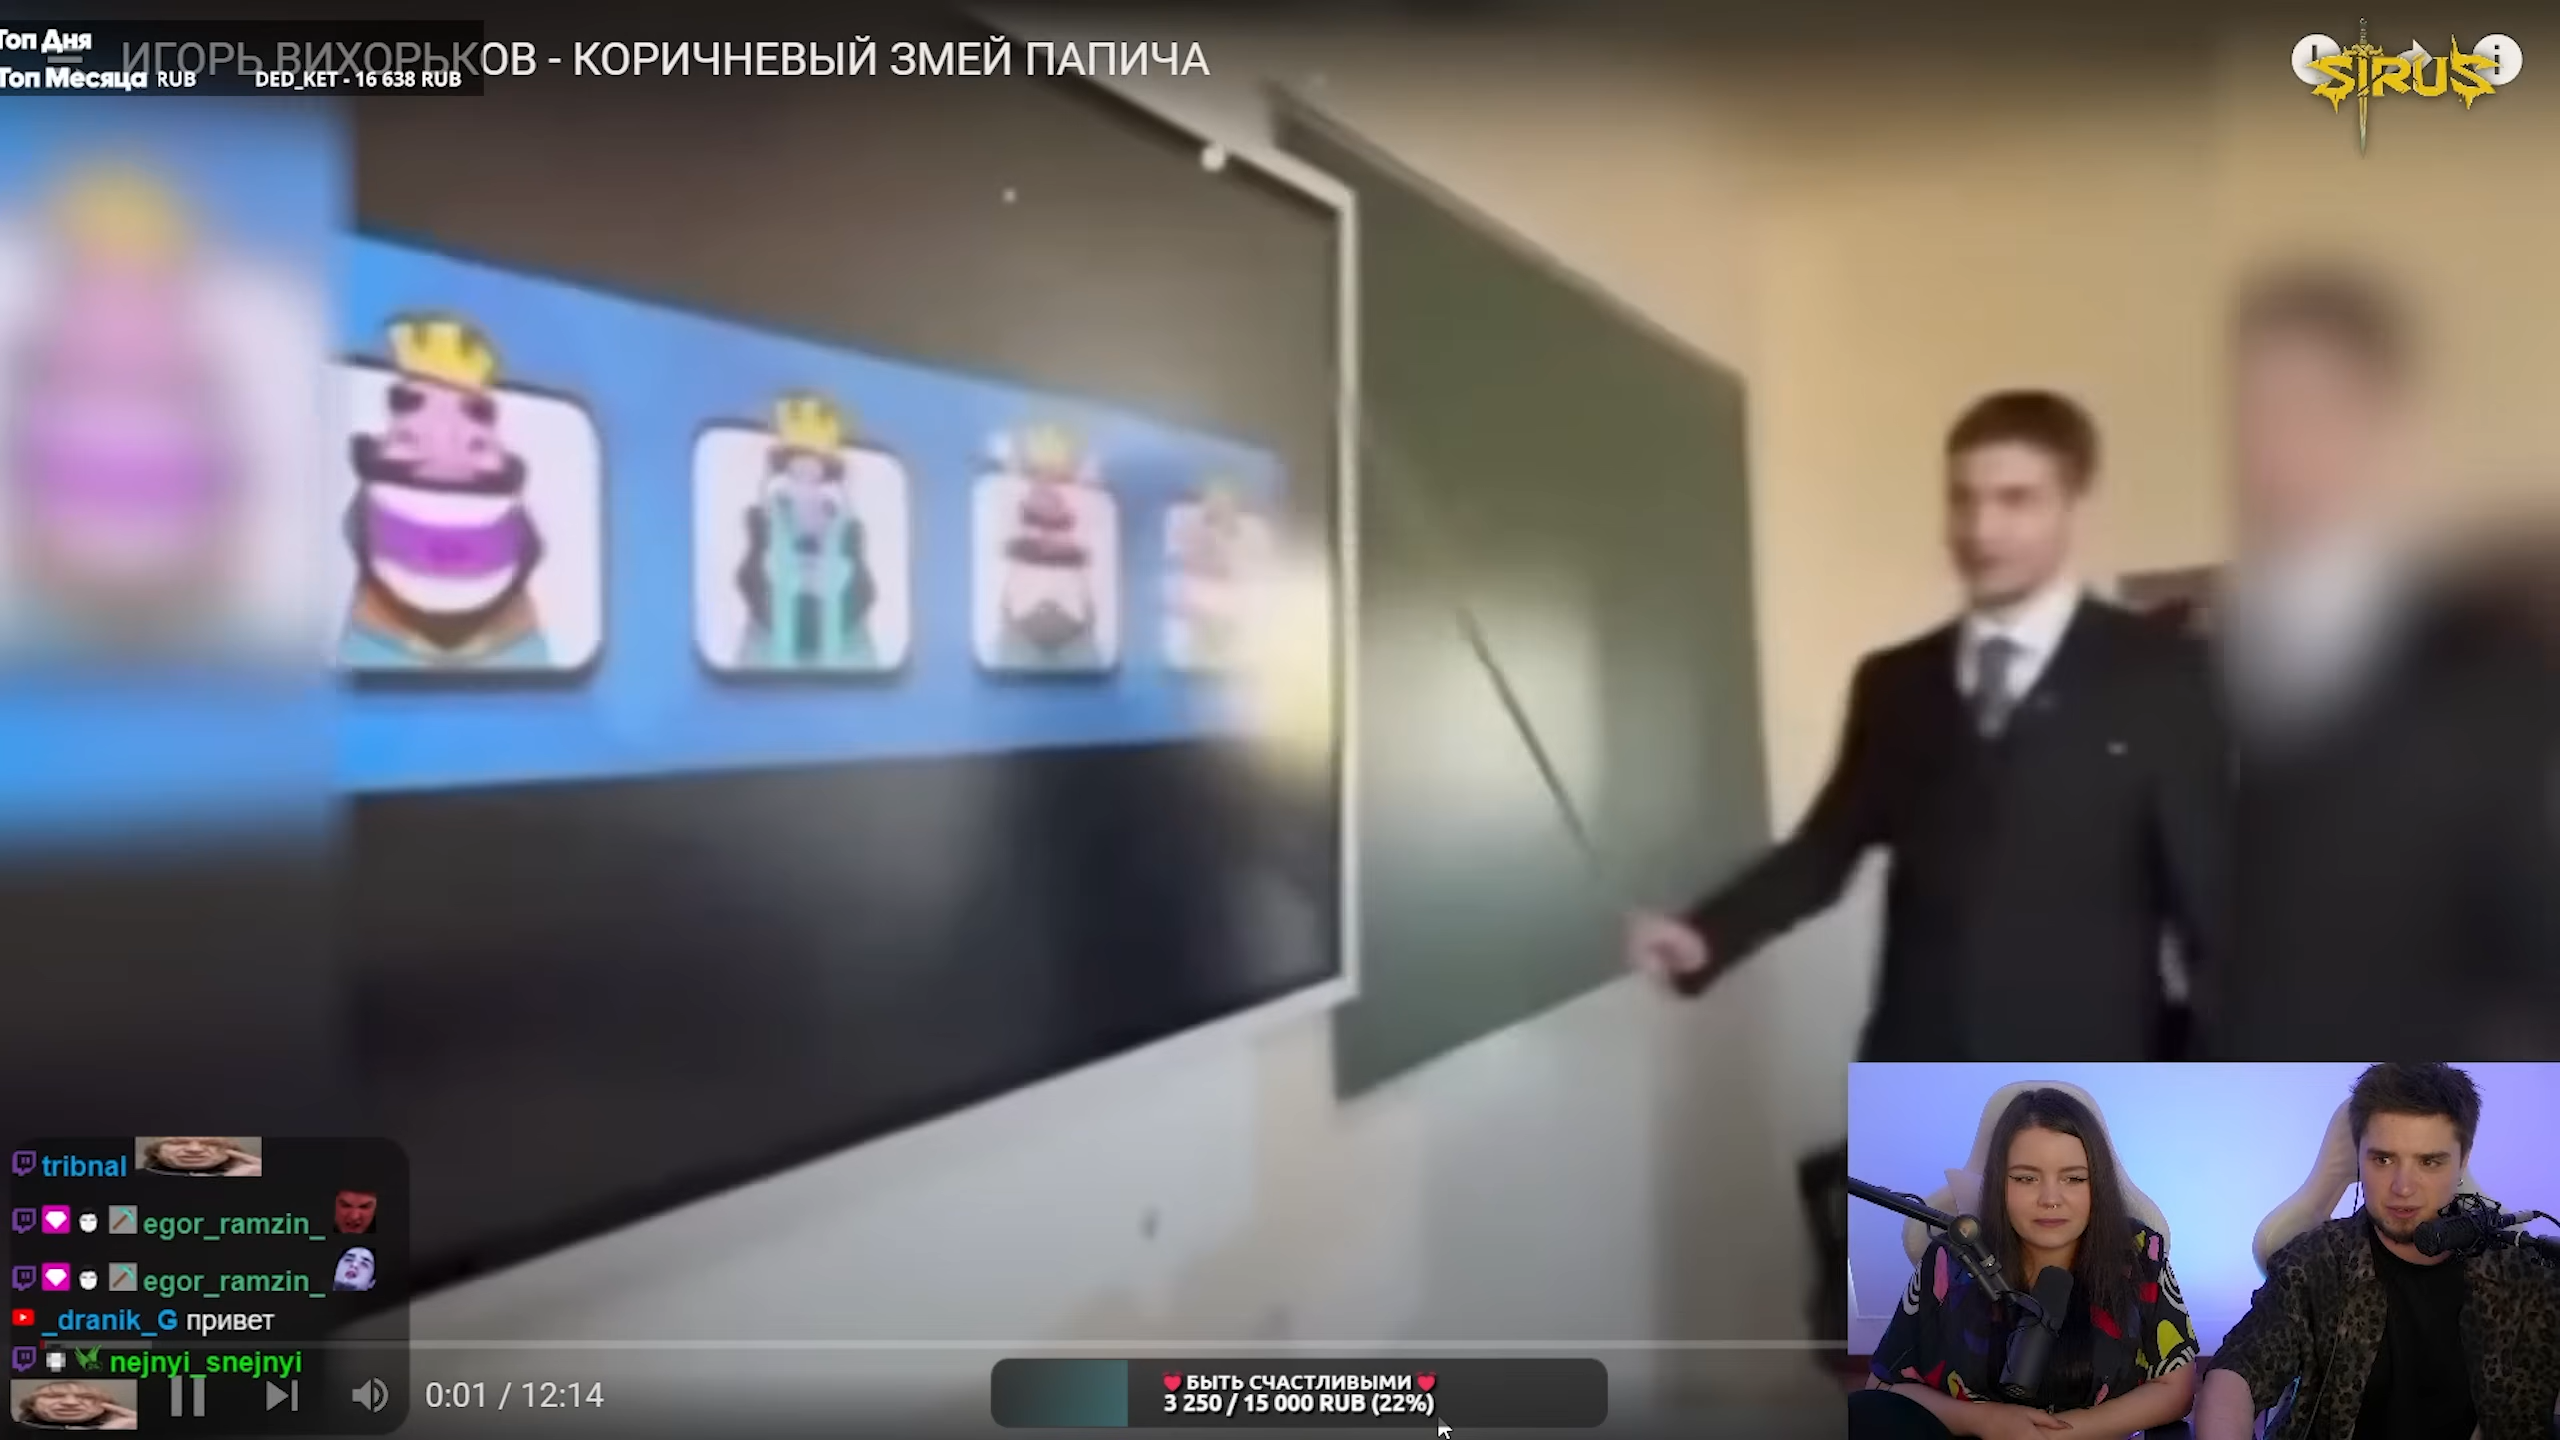 Топ Дня
ИГОРЬ ВИХОРЬКОВ - КОРИЧНЕВЫЙ ЗМЕЙ ПАПИЧА
Топ Месяца RUB DED_KET - 16 638 RUB
SIRUS
tribnal
egor_ramzin_
egor_ramzin_
_dranik_G привет
nejnyi_snejnyi
0:01 / 12:14
БЫТЬ СЧАСТЛИВЫМИ
3 250 / 15 000 RUB (22%)